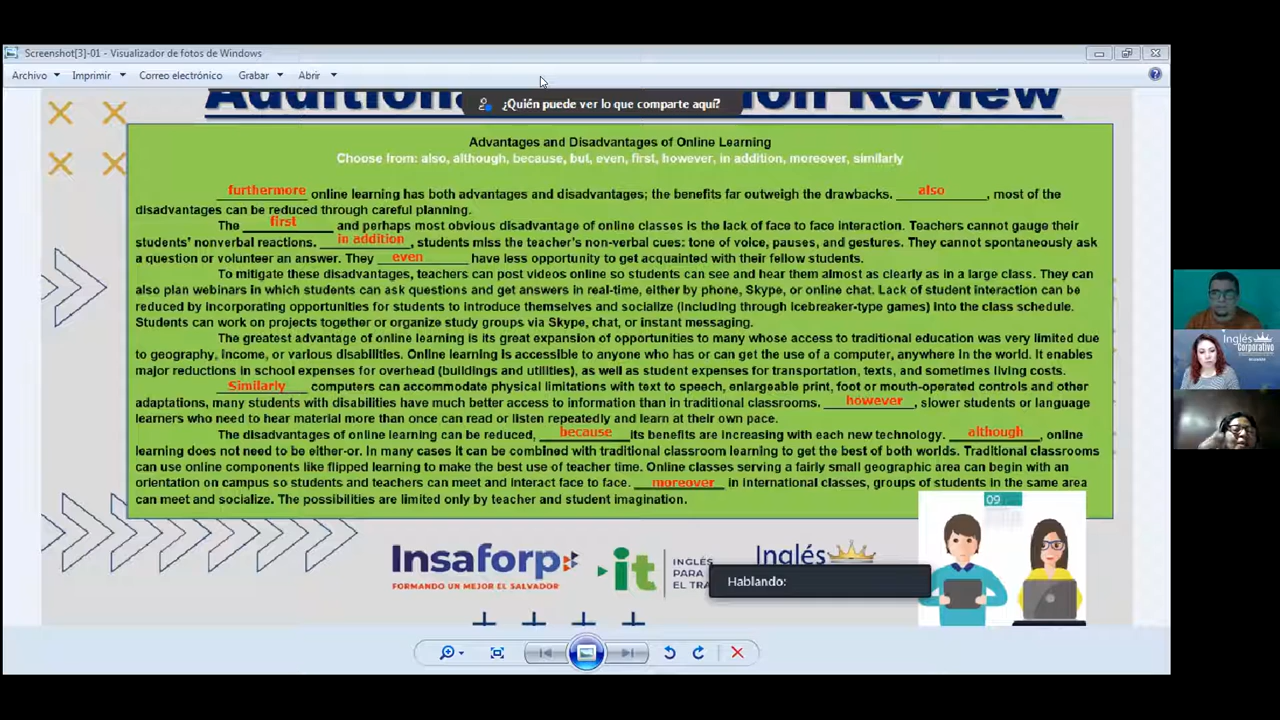 Screenshot[3]-01 - Visualizador de fotos de Windows
Archivo Imprimir Correo electrónico Grabar Abrir
¿Quién puede ver lo que comparte aquí?
Review
Advantages and Disadvantages of Online Learning
Choose from: also, although, because, but, even, first, however, in addition, moreover, similarly
furthermore online learning has both advantages and disadvantages; the benefits far outweigh the drawbacks. also, most of the
disadvantages can be reduced through careful planning.
The first and perhaps most obvious disadvantage of online classes is the lack of face to face interaction. Teachers cannot gauge their
students' nonverbal reactions. in addition, students miss the teacher's non-verbal cues: tone of voice, pauses, and gestures. They cannot spontaneously ask
a question or volunteer an answer. They even have less opportunity to get acquainted with their fellow students.
To mitigate these disadvantages, teachers can post videos online so students can see and hear them almost as clearly as in a large class. They can
also plan webinars in which students can ask questions and get answers in real-time, either by phone, Skype, or online chat. Lack of student interaction can be
reduced by incorporating opportunities for students to introduce themselves and socialize (including through icebreaker-type games) into the class schedule.
Students can work on projects together or organize study groups via Skype, chat, or instant messaging.
The greatest advantage of online learning is its great expansion of opportunities to many whose access to traditional education was very limited due
to geography, income, or various disabilities. Online learning is accessible to anyone who has or can get the use of a computer, anywhere in the world. It enables
major reductions in school expenses for overhead (buildings and utilities), as well as student expenses for transportation, texts, and sometimes living costs.
Similarly computers can accommodate physical limitations with text to speech, enlargeable print, foot or mouth-operated controls and other
adaptations, many students with disabilities have much better access to information than in traditional classrooms. however, slower students or language
learners who need to hear material more than once can read or listen repeatedly and learn at their own pace.
The disadvantages of online learning can be reduced, because its benefits are increasing with each new technology. although, online
learning does not need to be either-or. In many cases it can be combined with traditional classroom learning to get the best of both worlds. Traditional classrooms
can use online components like flipped learning to make the best use of teacher time. Online classes serving a fairly small geographic area can begin with an
orientation on campus so students and teachers can meet and interact face to face. moreover in international classes, groups of students in the same area
can meet and socialize. The possibilities are limited only by teacher and student imagination.
09
Insaforp
FORMANDO UN MEJOR EL SALVADOR
it
INGLÉS
PARA
EL TRA
Inglés
Hablando:
Inglés
Corporativo